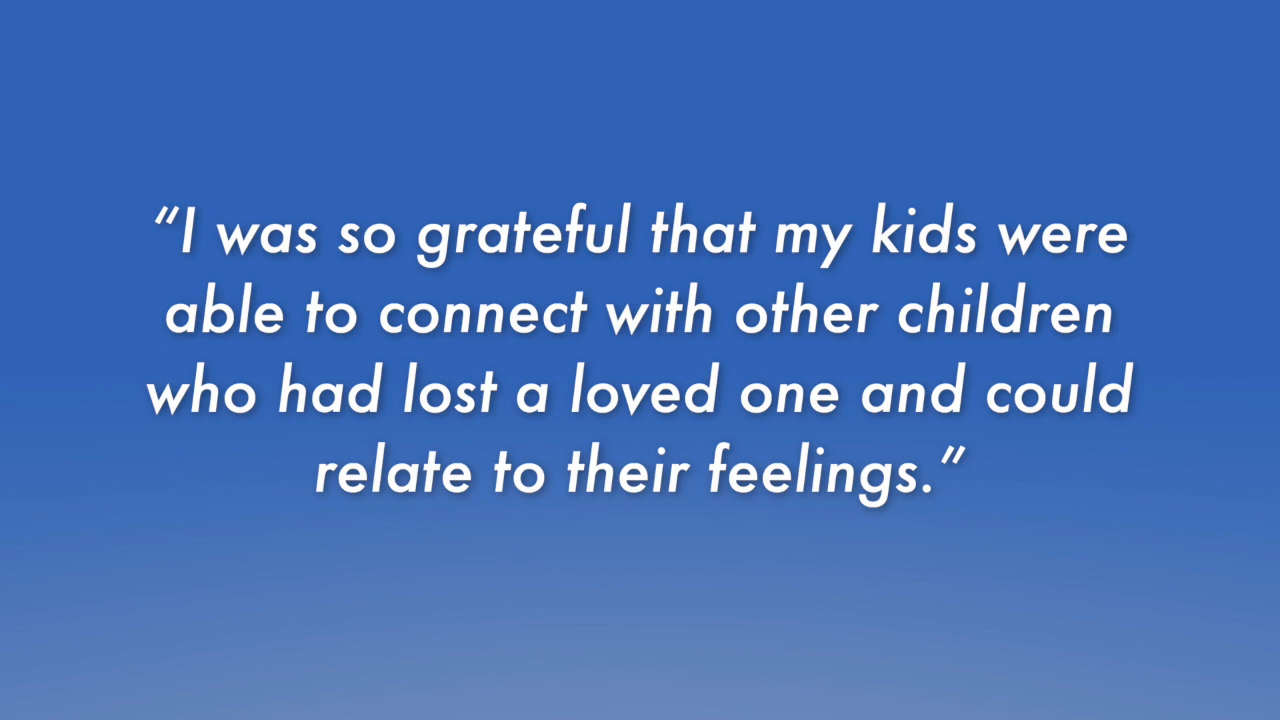 “I was so grateful that my kids were
able to connect with other children
who had lost a loved one and could
relate to their feelings.”